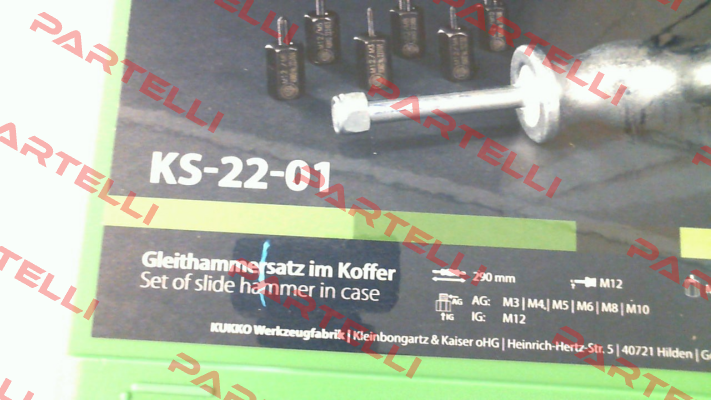 KS-22-01
Gleithammersatz im Koffer
Set of slide hammer in case
290 mm
M12
AG AG: M3 | M4 | M5 | M6 | M8 | M10
IG IG: M12
KUKKO Werkzeugfabrik | Kleinbongartz & Kaiser oHG | Heinrich-Hertz-Str. 5 | 40721 Hilden
PARTELLI
PARTELLI
PARTELLI
PARTELLI
PARTELLI
PARTELLI
PARTELLI
PARTELLI